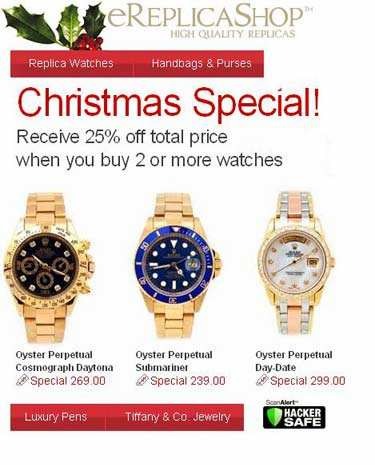 eReplicaShop™
HIGH QUALITY REPLICAS
Replica Watches Handbags & Purses
Christmas Special!
Receive 25% off total price
when you buy 2 or more watches
Oyster Perpetual Cosmograph Daytona
Special 269.00
Oyster Perpetual Submariner
Special 239.00
Oyster Perpetual Day-Date
Special 299.00
Luxury Pens Tiffany & Co. Jewelry
ScanAlert™
HACKER
SAFE